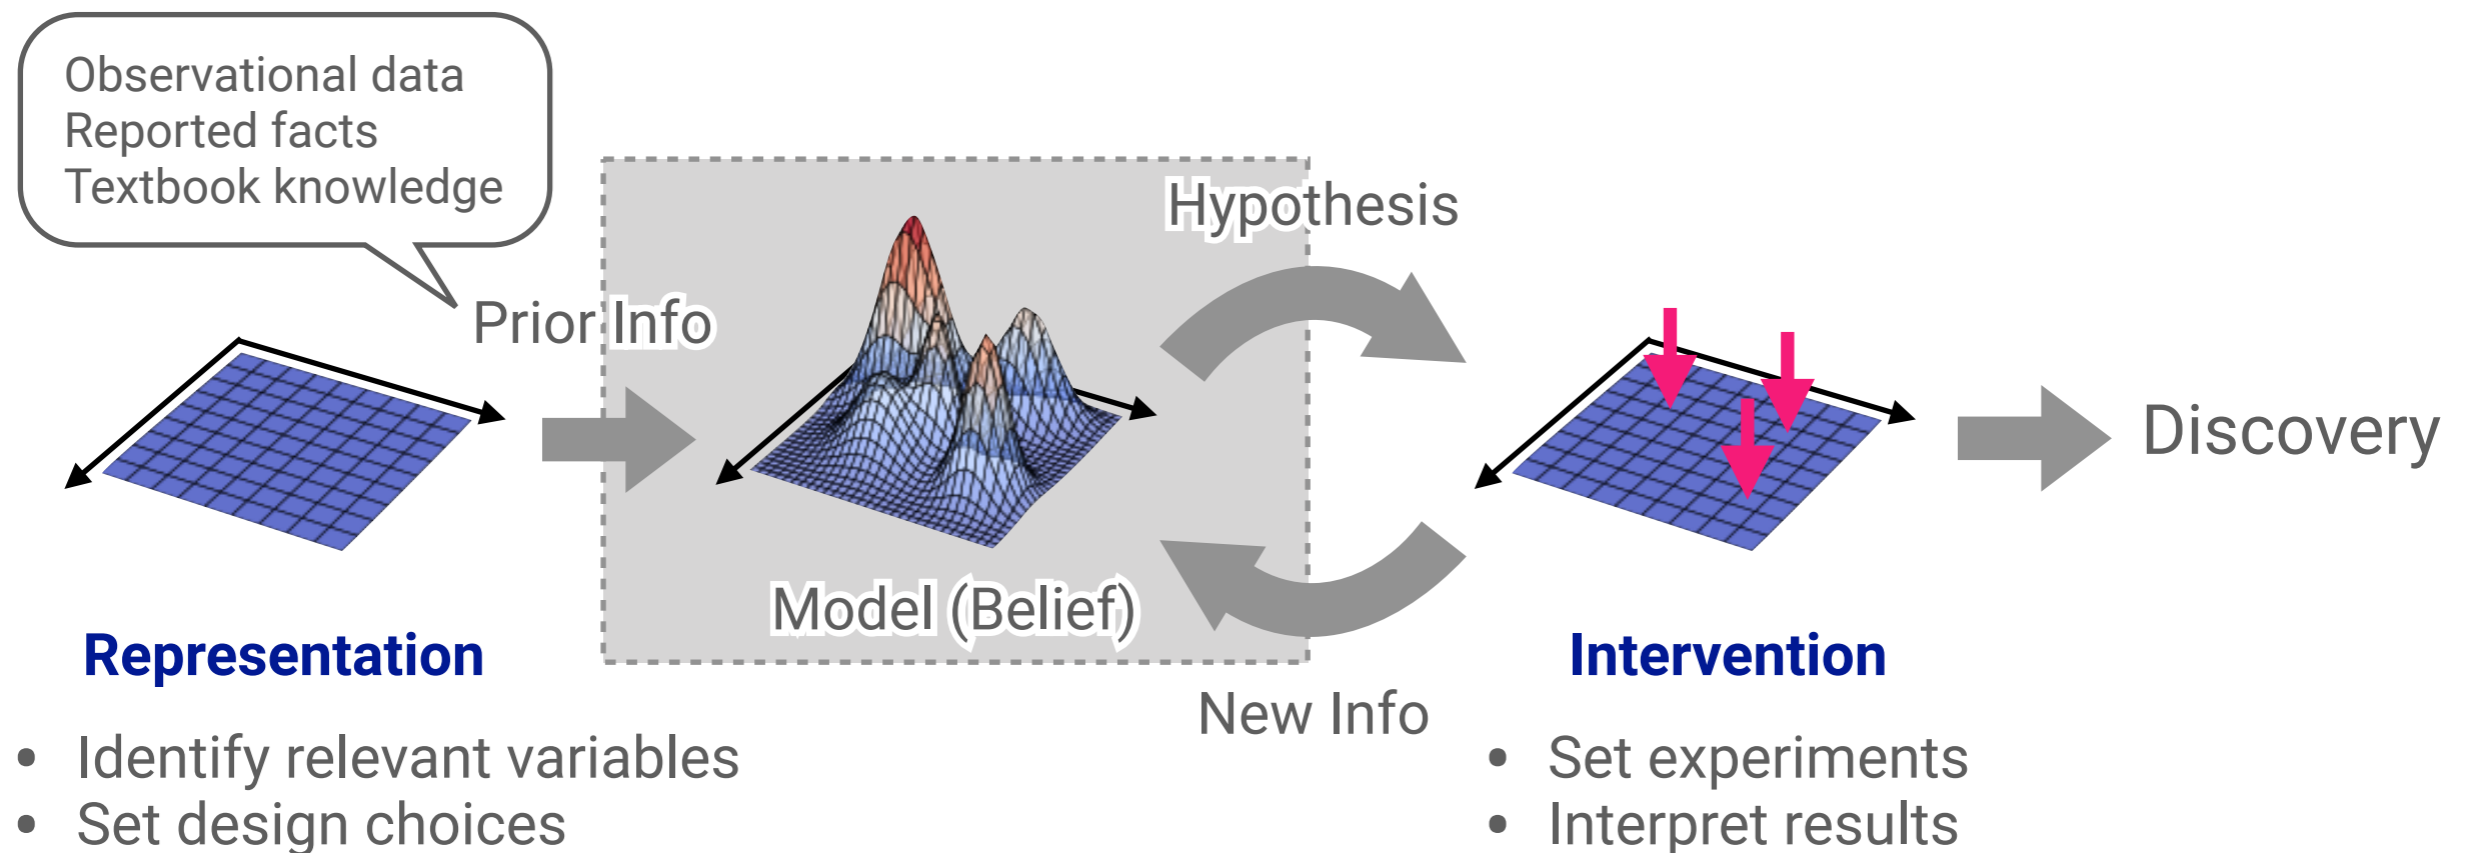 Observational data
Reported facts
Textbook knowledge
Prior Info
Hypothesis
Model (Belief)
New Info
Discovery
Representation
• Identify relevant variables
• Set design choices
Intervention
• Set experiments
• Interpret results